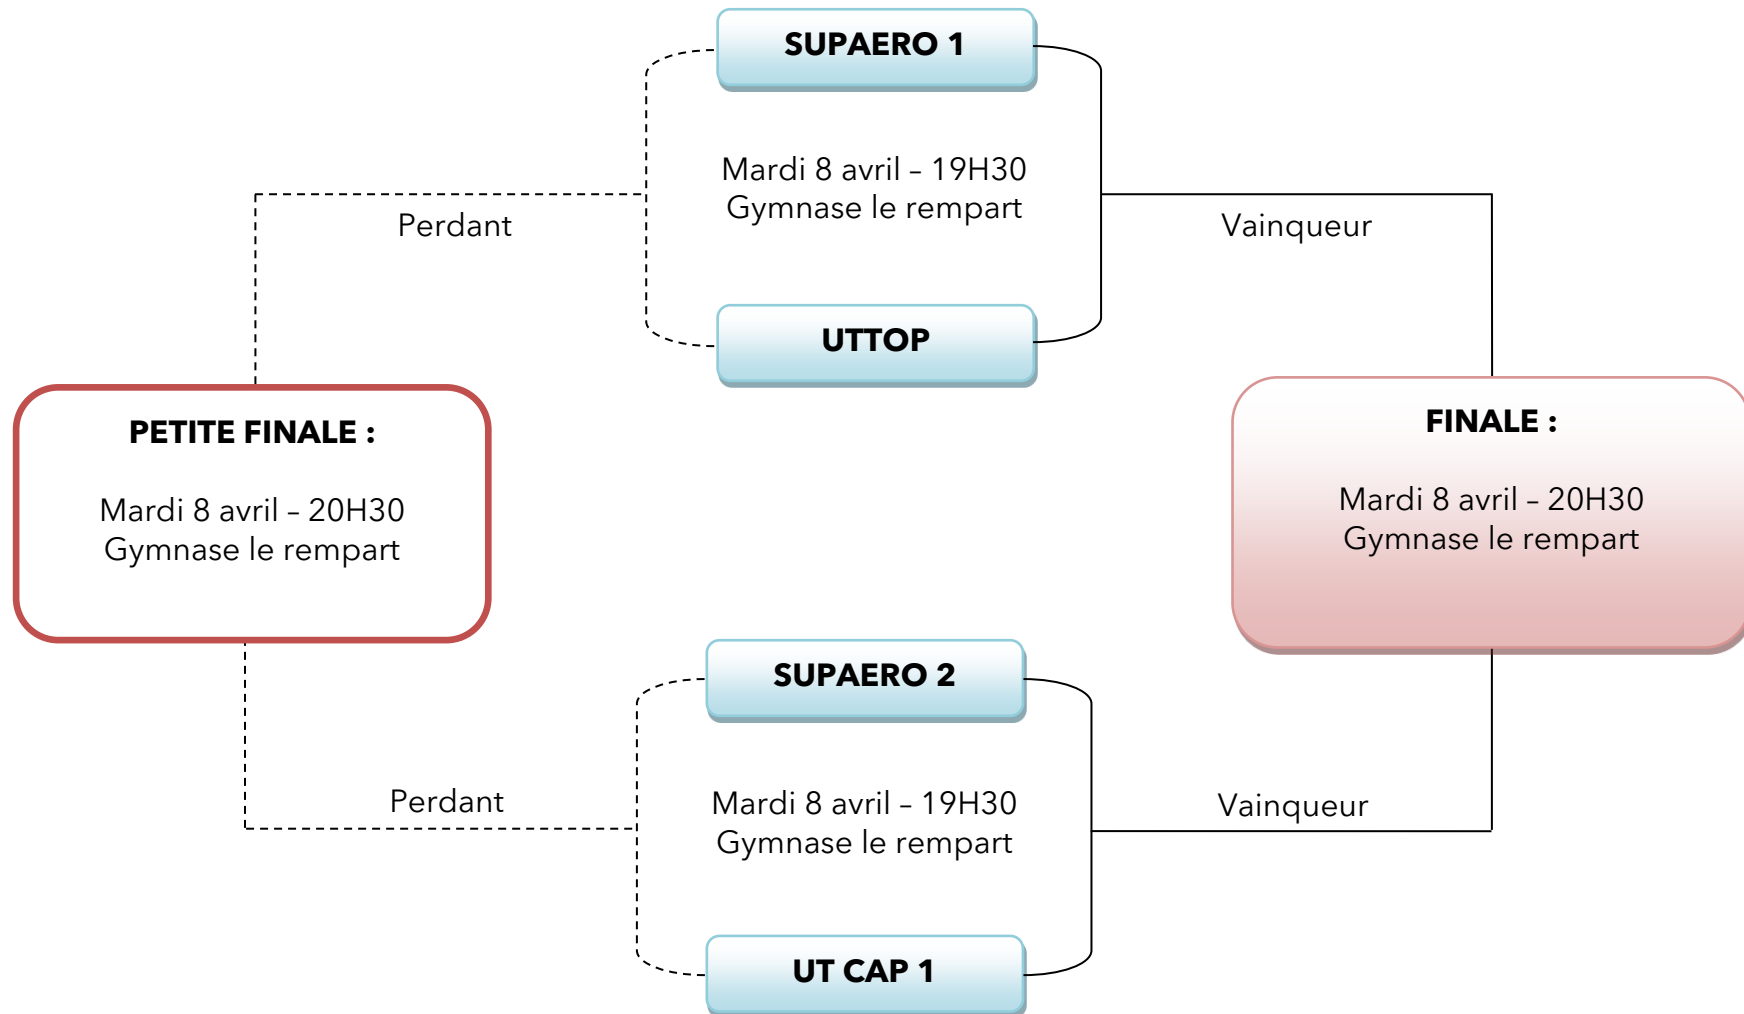 SUPAERO 1
Mardi 8 avril – 19H30
Gymnase le rempart
Perdant
Vainqueur
UTTOP
PETITE FINALE :
Mardi 8 avril – 20H30
Gymnase le rempart
FINALE :
Mardi 8 avril – 20H30
Gymnase le rempart
SUPAERO 2
Perdant
Mardi 8 avril – 19H30
Gymnase le rempart
Vainqueur
UT CAP 1